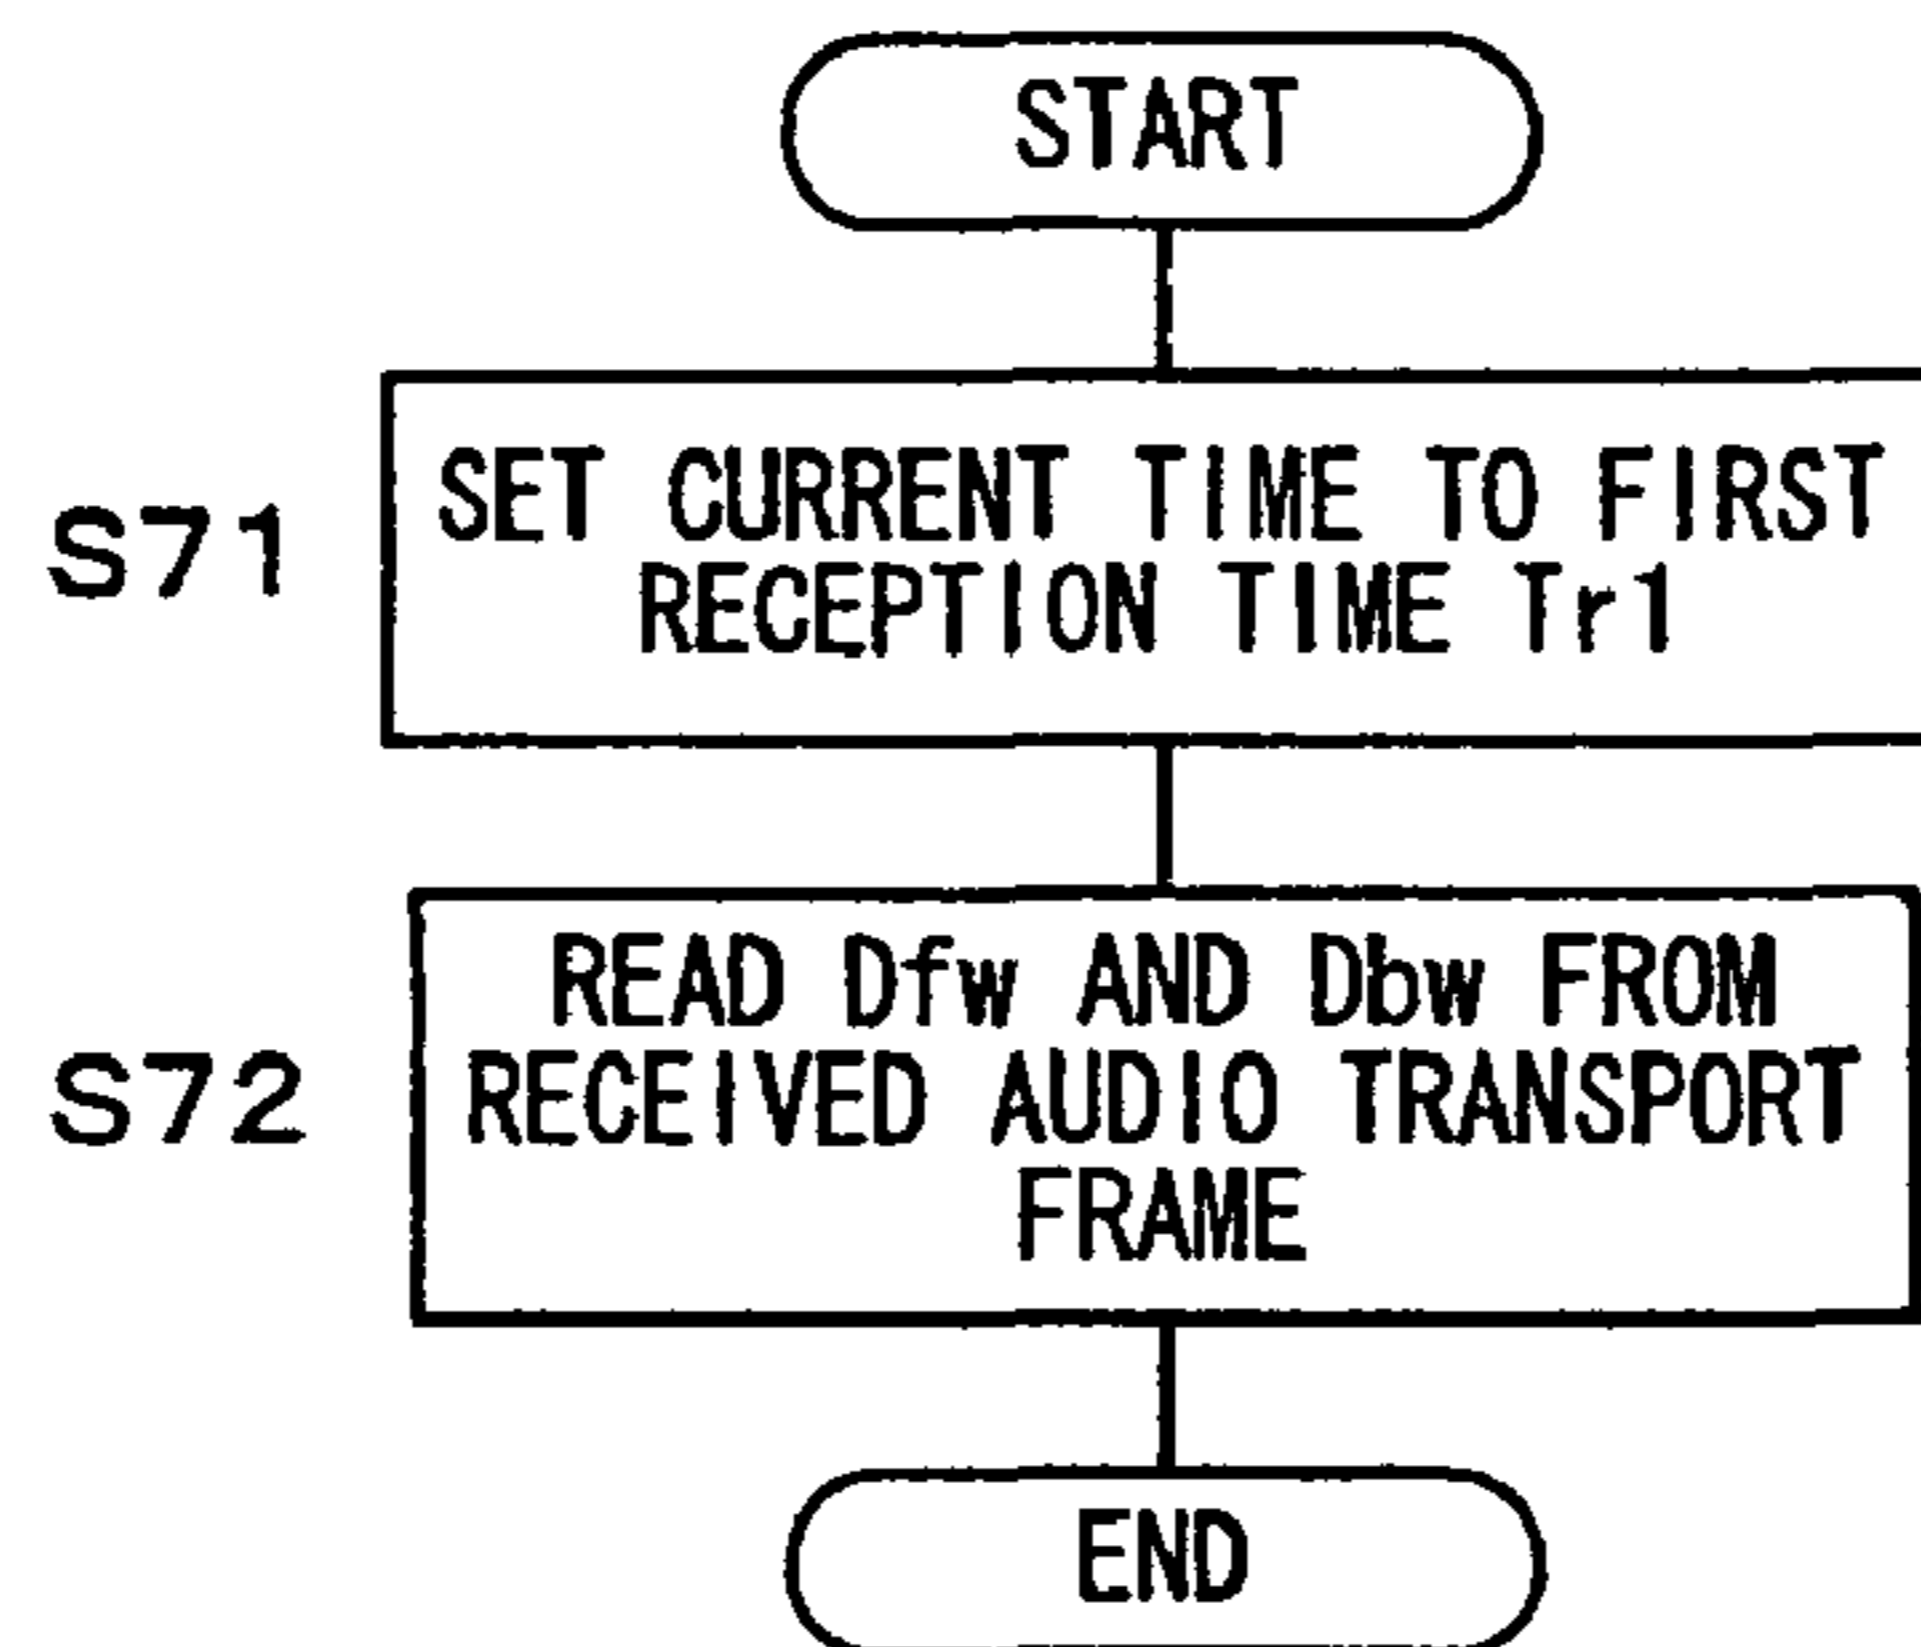 START
S71
SET CURRENT TIME TO FIRST
RECEPTION TIME Tr1
S72
READ Dfw AND Dbw FROM
RECEIVED AUDIO TRANSPORT
FRAME
END